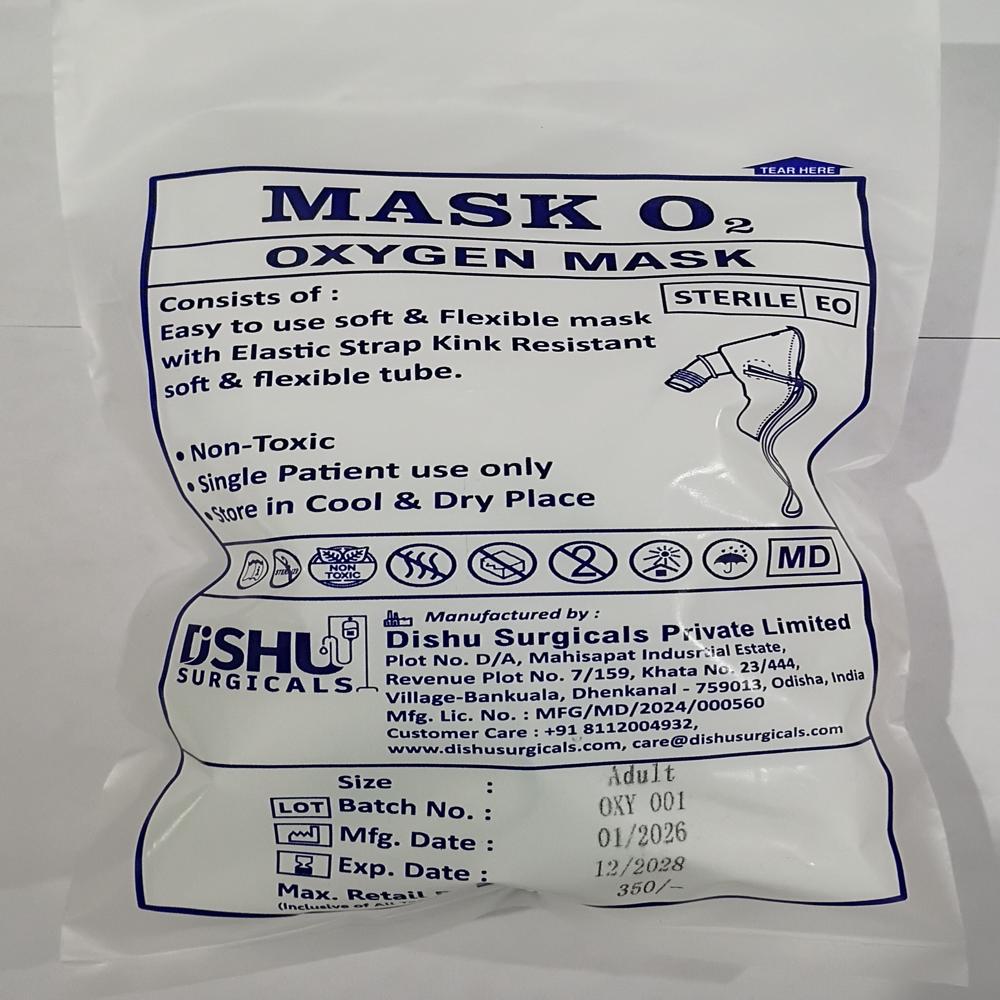 TEAR HERE
MASK O₂
OXYGEN MASK
Consists of :
Easy to use soft & Flexible mask
with Elastic Strap Kink Resistant
soft & flexible tube.
STERILE EO
• Non-Toxic
• Single Patient use only
• Store in Cool & Dry Place
NON
TOXIC
2
MD
DiSHU
SURGICALS
Manufactured by :
Dishu Surgicals Private Limited
Plot No. D/A, Mahisapat Indusrtial Estate,
Revenue Plot No. 7/159, Khata No. 23/444,
Village-Bankuala, Dhenkanal - 759013, Odisha, India
Mfg. Lic. No. : MFG/MD/2024/000560
Customer Care : +91 8112004932,
www.dishusurgicals.com, care@dishusurgicals.com
Size : Adult
LOT Batch No. : OXY 001
Mfg. Date : 01/2026
Exp. Date : 12/2028
Max. Retail 350/-
(Inclusive of All